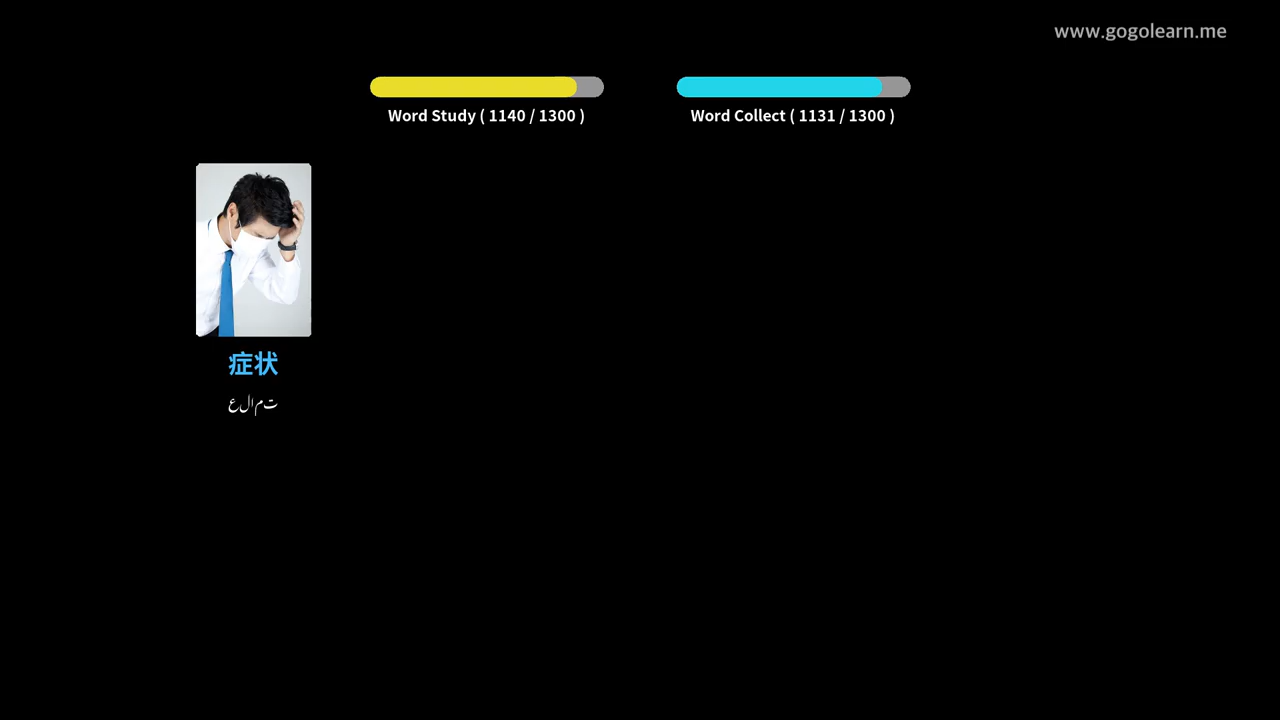 www.gogolearn.me
Word Study ( 1140 / 1300 )
Word Collect ( 1131 / 1300 )
症状
علامت